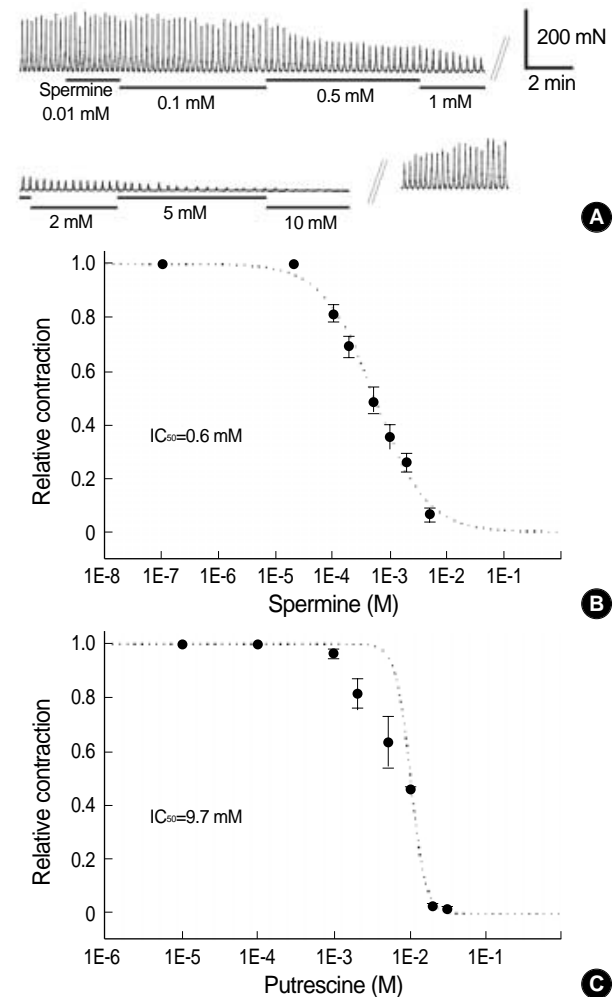 200 mN
2 min
Spermine
0.01 mM
0.1 mM
0.5 mM
1 mM
2 mM
5 mM
10 mM
A
1.0
0.8
0.6
0.4
0.2
0
Relative contraction
IC50=0.6 mM
1E-8 1E-7 1E-6 1E-5 1E-4 1E-3 1E-2 1E-1
Spermine (M)
B
1.0
0.8
0.6
0.4
0.2
0
Relative contraction
IC50=9.7 mM
1E-6 1E-5 1E-4 1E-3 1E-2 1E-1
Putrescine (M)
C